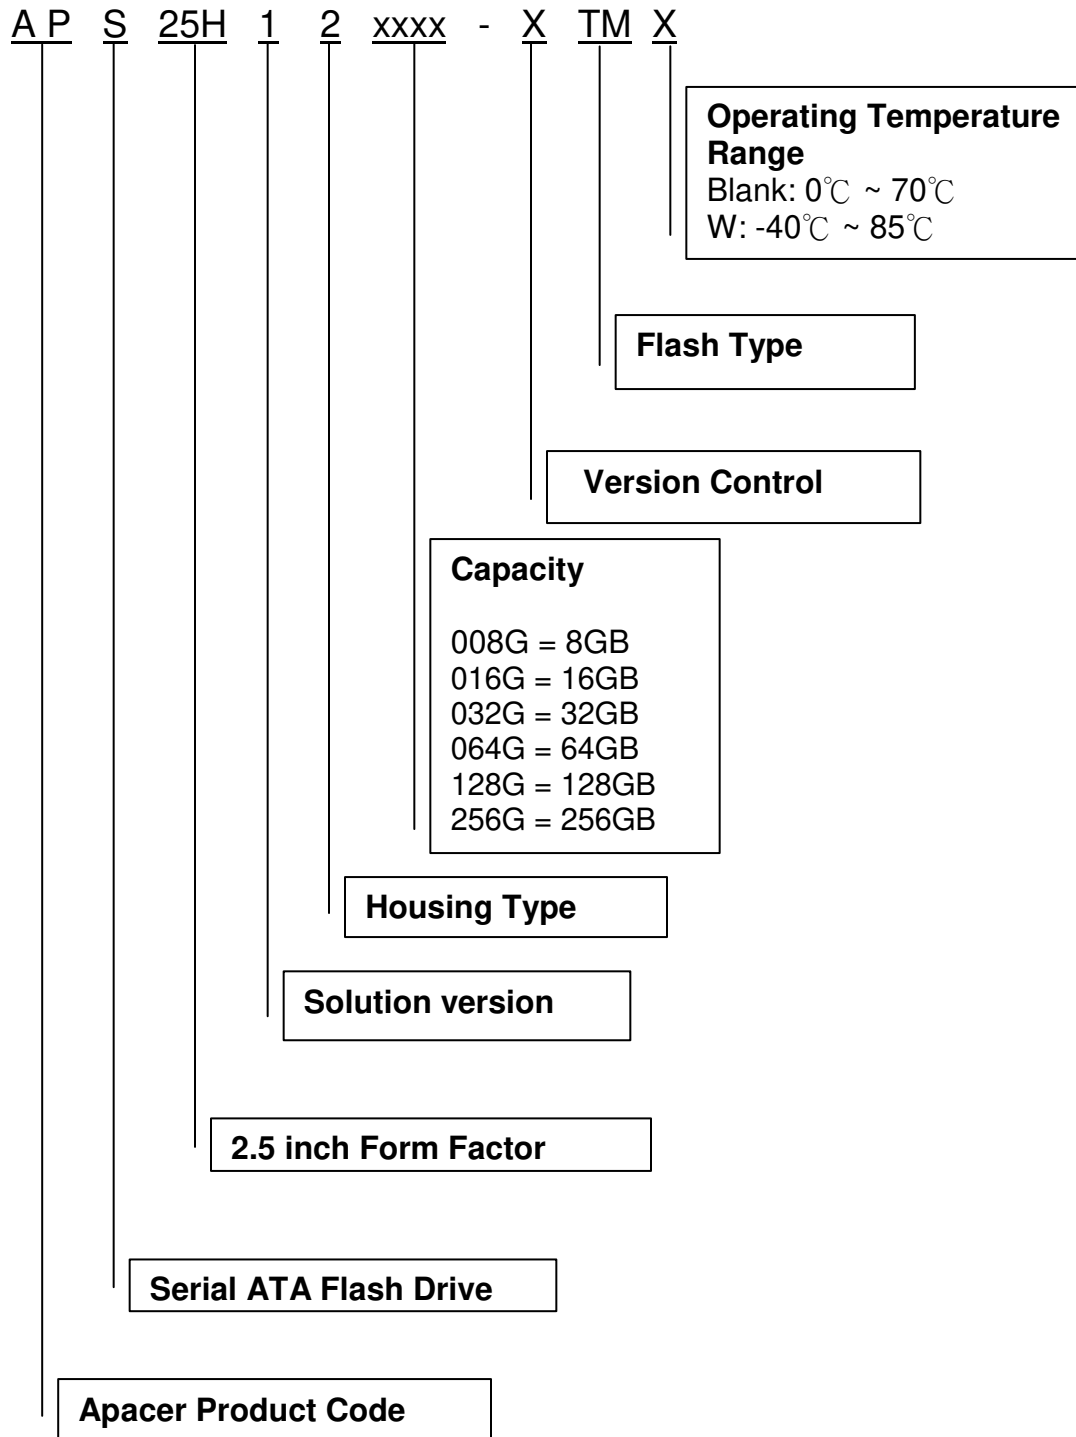 A P S 25H 1 2 xxxx - X TM X
Operating Temperature
Range
Blank: 0℃ ~ 70℃
W: -40℃ ~ 85℃
Flash Type
Version Control
Capacity
008G = 8GB
016G = 16GB
032G = 32GB
064G = 64GB
128G = 128GB
256G = 256GB
Housing Type
Solution version
2.5 inch Form Factor
Serial ATA Flash Drive
Apacer Product Code